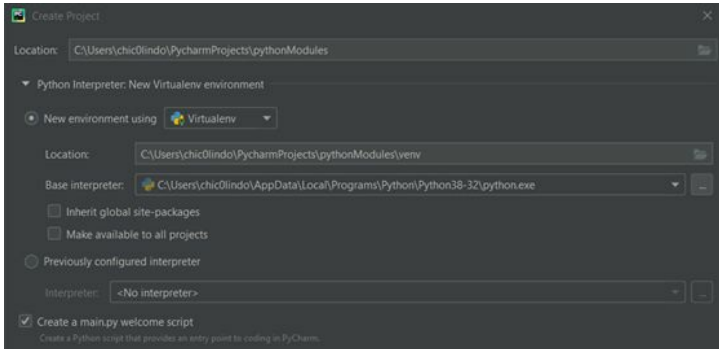 Create Project
Location: C:\Users\chic0lindo\PycharmProjects\pythonModules
Python Interpreter: New Virtualenv environment
New environment using Virtualenv
Location: C:\Users\chic0lindo\PycharmProjects\pythonModules\venv
Base interpreter: C:\Users\chic0lindo\AppData\Local\Programs\Python\Python38-32\python.exe
Inherit global site-packages
Make available to all projects
Previously configured interpreter
Interpreter: <No interpreter>
Create a main.py welcome script
Create a Python script that provides an entry point to coding in PyCharm.